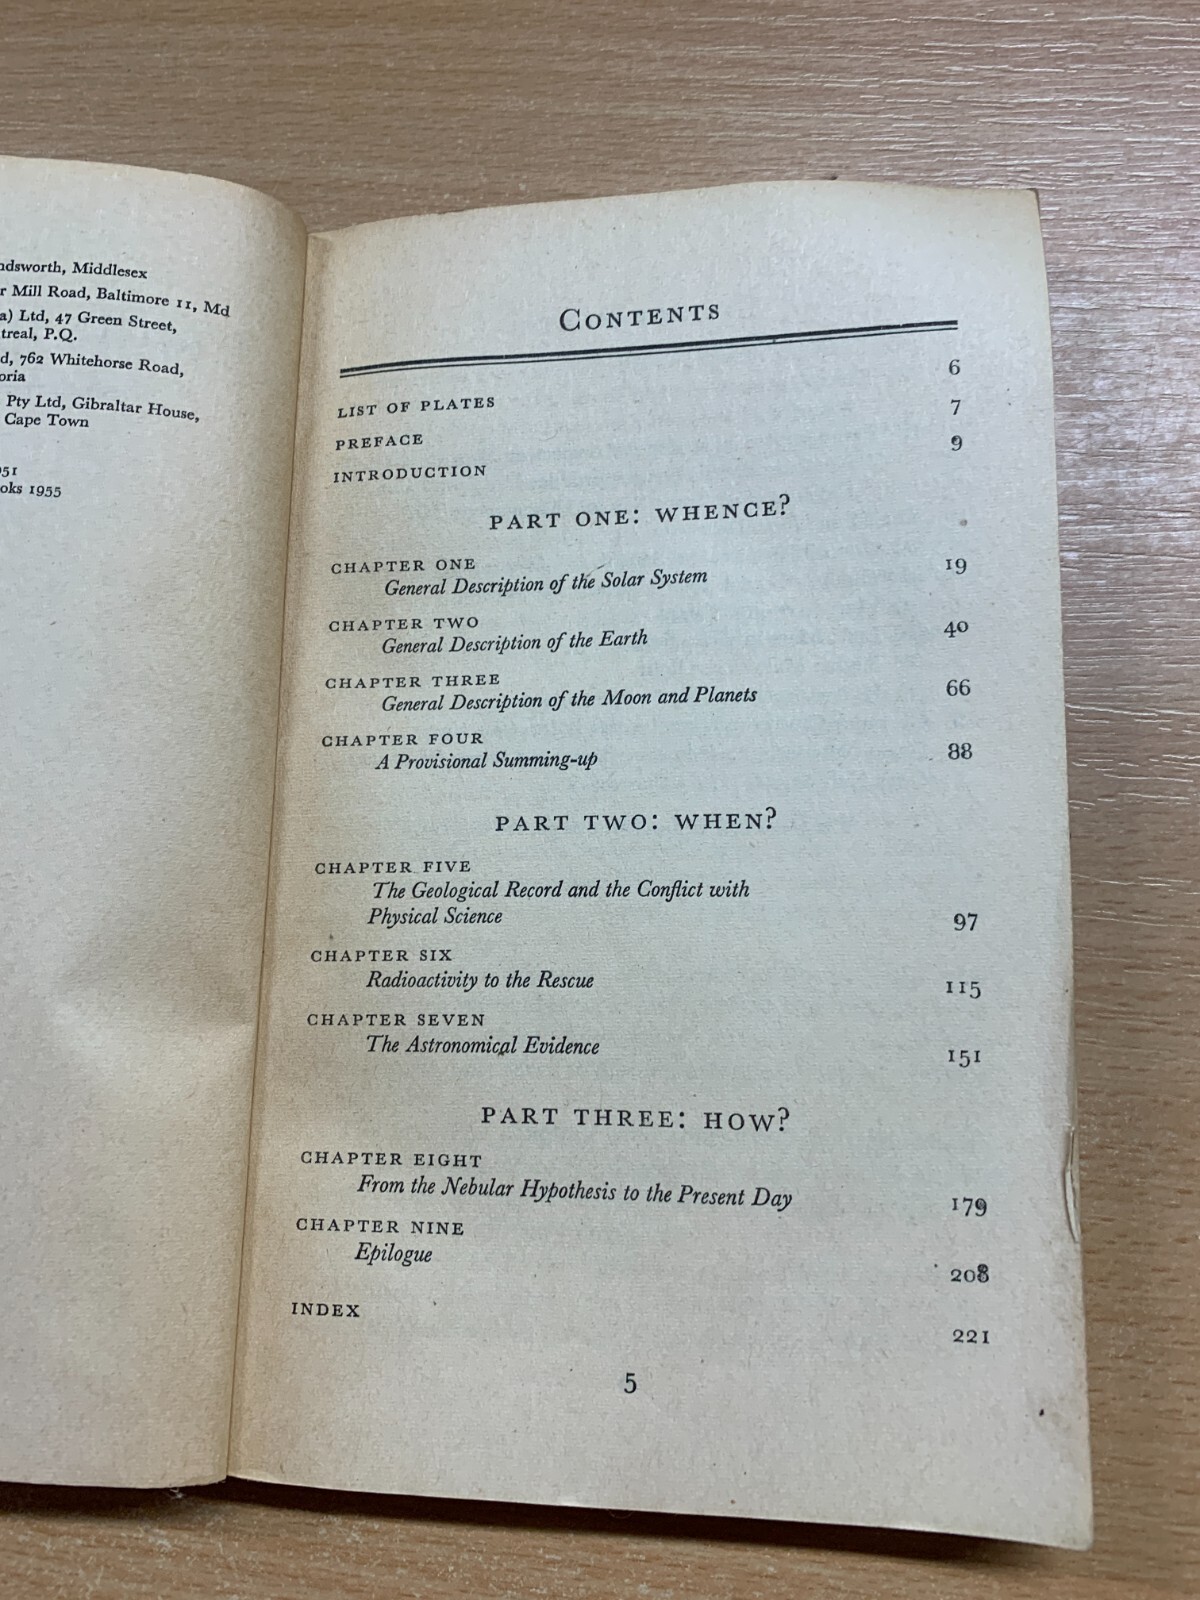 ndsworth, Middlesex
r Mill Road, Baltimore 11, Md
a) Ltd, 47 Green Street,
treal, P.Q.
d, 762 Whitehorse Road,
oria
Pty Ltd, Gibraltar House,
Cape Town
951
oks 1955
CONTENTS
LIST OF PLATES 6
PREFACE 7
INTRODUCTION 9
PART ONE: WHENCE?
CHAPTER ONE
General Description of the Solar System 19
CHAPTER TWO
General Description of the Earth 40
CHAPTER THREE
General Description of the Moon and Planets 66
CHAPTER FOUR
A Provisional Summing-up 88
PART TWO: WHEN?
CHAPTER FIVE
The Geological Record and the Conflict with
Physical Science 97
CHAPTER SIX
Radioactivity to the Rescue 115
CHAPTER SEVEN
The Astronomical Evidence 151
PART THREE: HOW?
CHAPTER EIGHT
From the Nebular Hypothesis to the Present Day 179
CHAPTER NINE
Epilogue 208
INDEX 221
5